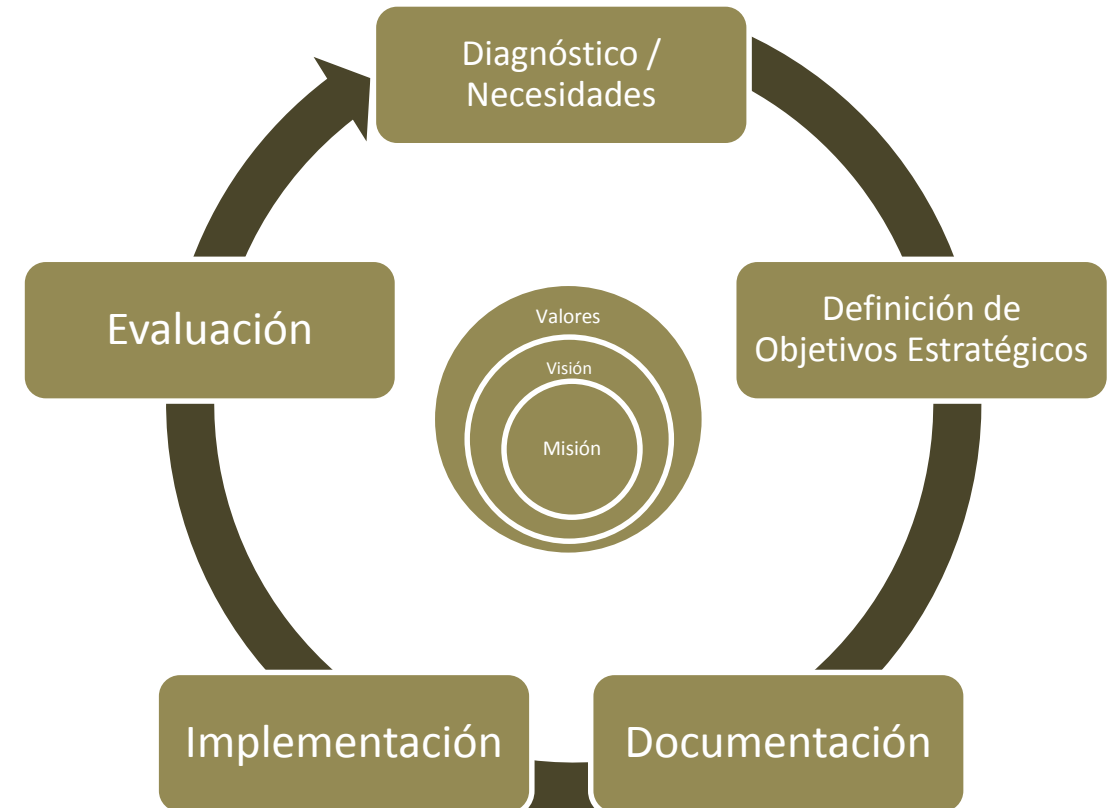 Diagnóstico /
Necesidades
Definición de
Objetivos Estratégicos
Documentación
Implementación
Evaluación
Valores
Visión
Misión